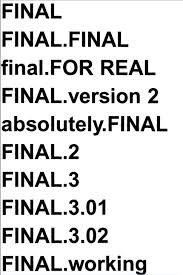 FINAL
FINAL.FINAL
final.FOR REAL
FINAL.version 2
absolutely.FINAL
FINAL.2
FINAL.3
FINAL.3.01
FINAL.3.02
FINAL.working